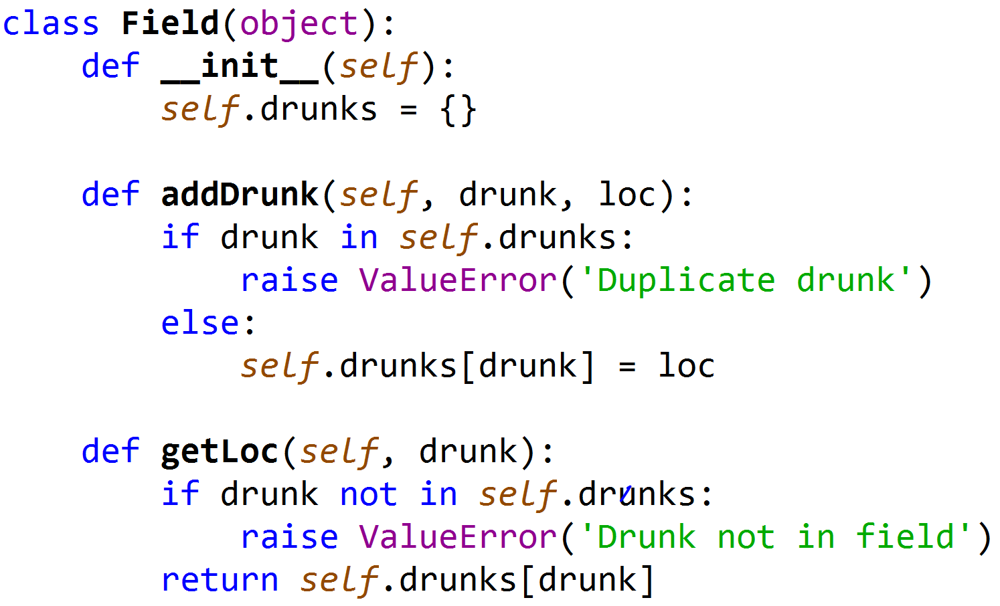 class Field(object):
    def __init__(self):
        self.drunks = {}

    def addDrunk(self, drunk, loc):
        if drunk in self.drunks:
            raise ValueError('Duplicate drunk')
        else:
            self.drunks[drunk] = loc

    def getLoc(self, drunk):
        if drunk not in self.drunks:
            raise ValueError('Drunk not in field')
        return self.drunks[drunk]